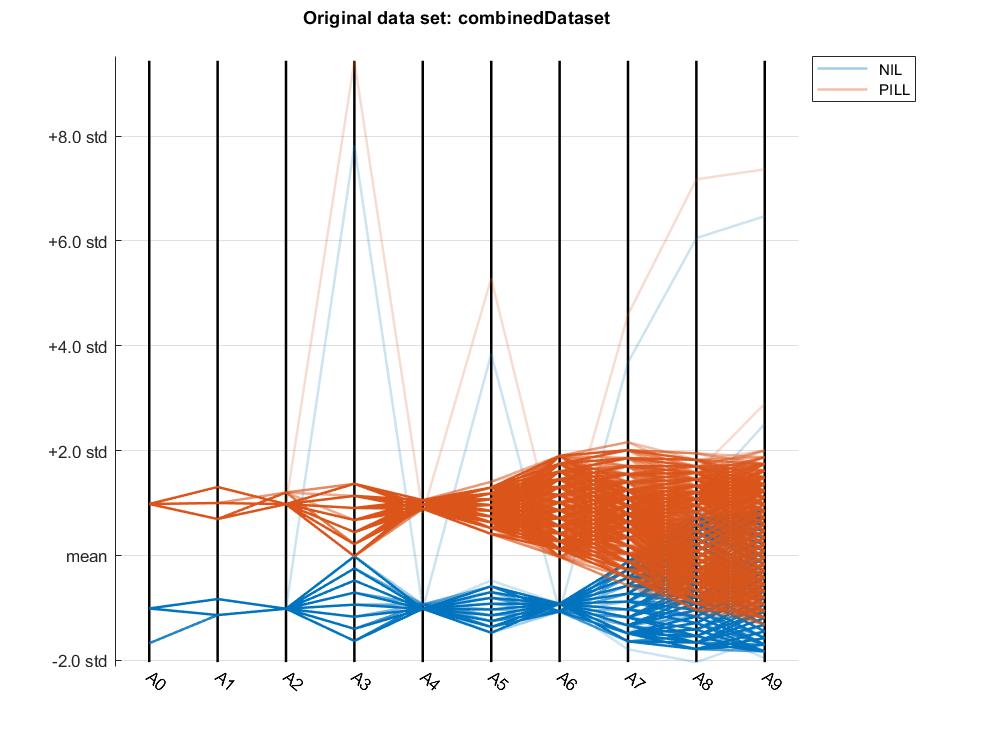 Original data set: combinedDataset
NIL
PILL
+8.0 std
+6.0 std
+4.0 std
+2.0 std
mean
-2.0 std
A0 A1 A2 A3 A4 A5 A6 A7 A8 A9